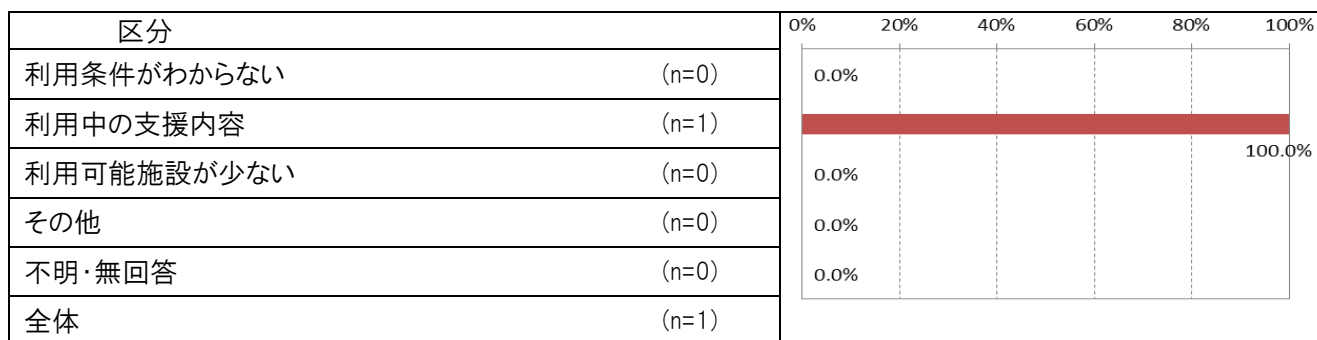 区分 0% 20% 40% 60% 80% 100%
利用条件がわからない (n=0) 0.0%
利用中の支援内容 (n=1) 100.0%
利用可能施設が少ない (n=0) 0.0%
その他 (n=0) 0.0%
不明・無回答 (n=0) 0.0%
全体 (n=1)